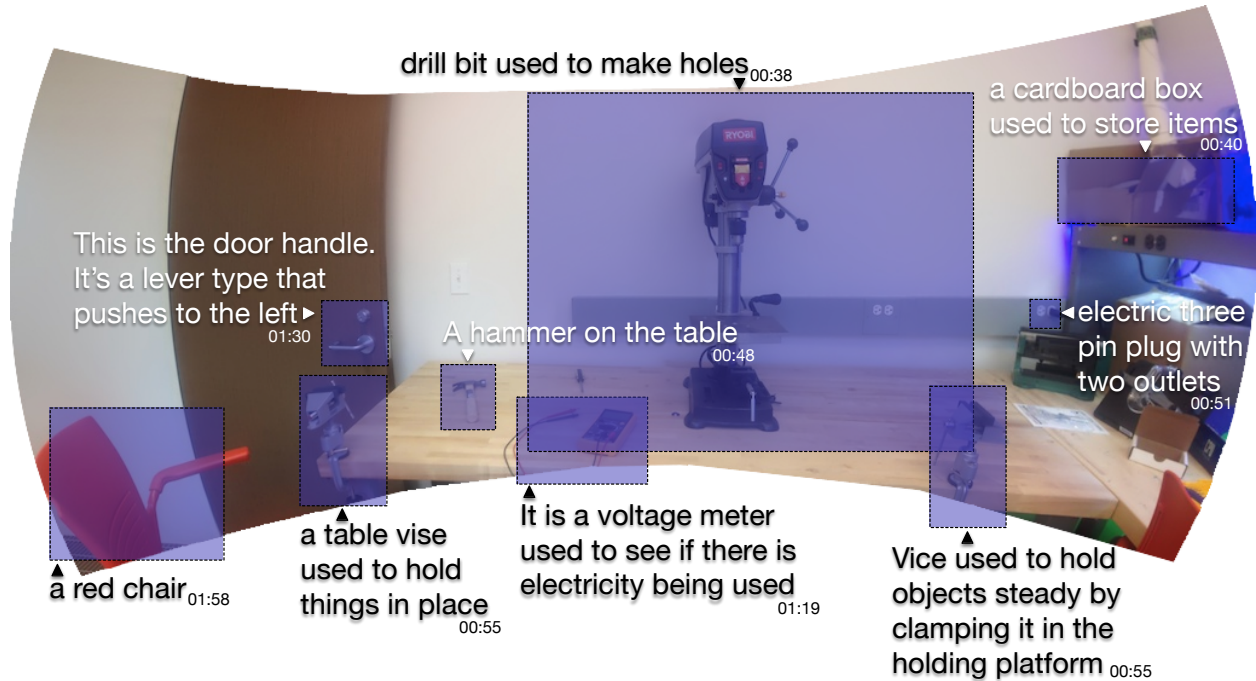 drill bit used to make holes
00:38
a cardboard box
used to store items
00:40
RYOBI
This is the door handle.
It's a lever type that
pushes to the left
01:30
A hammer on the table
00:48
electric three
pin plug with
two outlets
00:51
a red chair
01:58
a table vise
used to hold
things in place
00:55
It is a voltage meter
used to see if there is
electricity being used
01:19
Vice used to hold
objects steady by
clamping it in the
holding platform
00:55